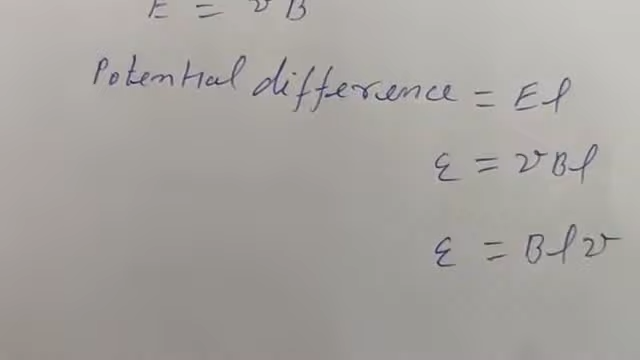 E = vB
Potential difference = El
ε = vBl
ε = Blv